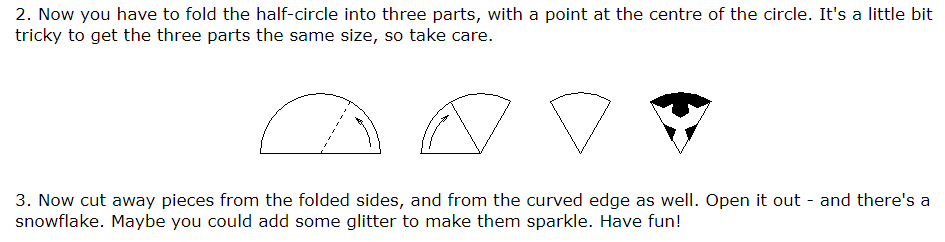 2. Now you have to fold the half-circle into three parts, with a point at the centre of the circle. It's a little bit
tricky to get the three parts the same size, so take care.
3. Now cut away pieces from the folded sides, and from the curved edge as well. Open it out - and there's a
snowflake. Maybe you could add some glitter to make them sparkle. Have fun!